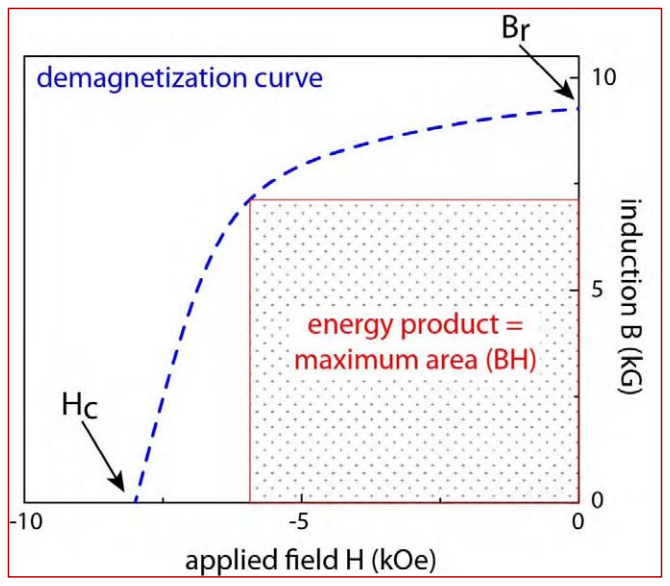 Br
demagnetization curve
10
5
0
induction B (kG)
energy product =
maximum area (BH)
Hc
-10
-5
0
applied field H (kOe)